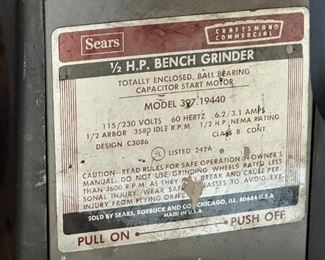 Sears
CRAFTSMAN
COMMERCIAL
½ H.P. BENCH GRINDER
TOTALLY ENCLOSED, BALL BEARING
CAPACITOR START MOTOR
MODEL 397.19440
115/230 VOLTS 60 HERTZ 6.2/3.1 AMPS
1/2 ARBOR 3580 IDLE R.P.M. 1/2 H.P. NEMA RATING
DESIGN C3086 CLASS B CONT
UL LISTED 242A
CAUTION: READ RULES FOR SAFE OPERATION IN OWNER'S
MANUAL. DO NOT USE GRINDING WHEELS RATED LESS
THAN 3600 R.P.M. AS THEY MAY BREAK AND CAUSE PER-
SONAL INJURY. WEAR SAFETY GLASSES TO AVOID EYE
INJURY FROM FLYING
SOLD BY SEARS, ROEBUCK AND CO., CHICAGO, ILL. 60684 U.S.A.
MADE IN U.S.A.
PULL ON PUSH OFF